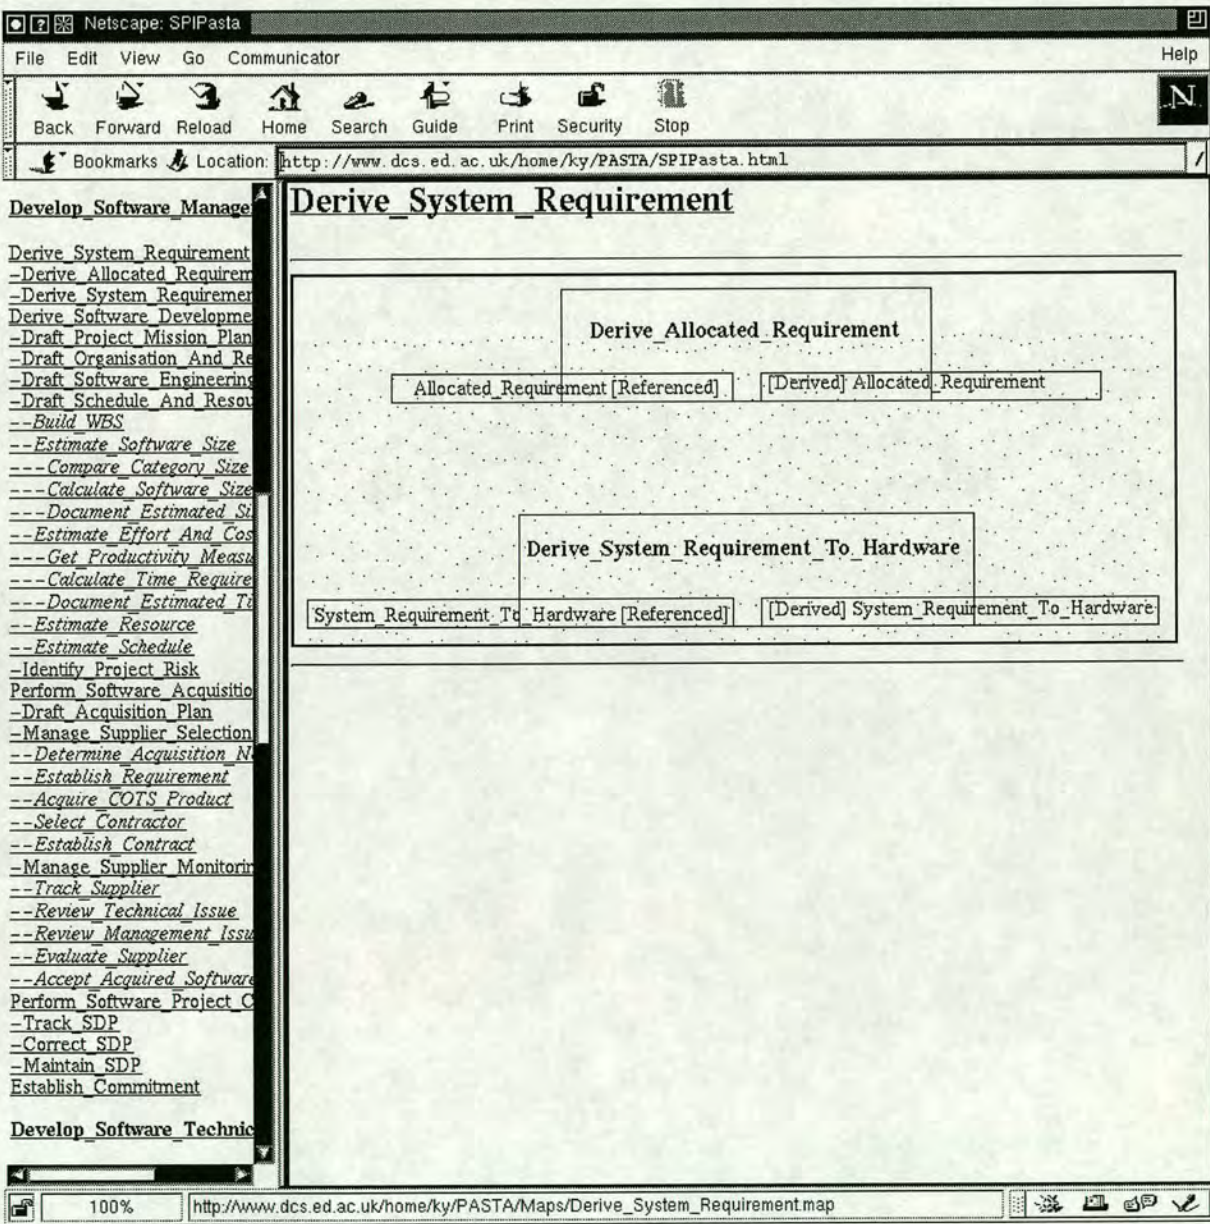 Netscape: SPIPasta
File Edit View Go Communicator Help
Back Forward Reload Home Search Guide Print Security Stop
N
Bookmarks Location: http://www.dcs.ed.ac.uk/home/ky/PASTA/SPIPasta.html
Develop_Software_Manage
Derive_System_Requirement
-Derive_Allocated_Requirem
-Derive_System_Requiremen
Derive_Software_Developme
-Draft_Project_Mission_Plan
-Draft_Organisation_And_Re
-Draft_Software_Engineering
-Draft_Schedule_And_Resou
--Build_WBS
--Estimate_Software_Size
---Compare_Category_Size
---Calculate_Software_Size
---Document_Estimated_Si
--Estimate_Effort_And_Cos
---Get_Productivity_Measu
---Calculate_Time_Require
---Document_Estimated_Ti
--Estimate_Resource
--Estimate_Schedule
-Identify_Project_Risk
Perform_Software_Acquisitio
-Draft_Acquisition_Plan
-Manage_Supplier_Selection
--Determine_Acquisition_N
--Establish_Requirement
--Acquire_COTS_Product
--Select_Contractor
--Establish_Contract
-Manage_Supplier_Monitorin
--Track_Supplier
--Review_Technical_Issue
--Review_Management_Issu
--Evaluate_Supplier
--Accept_Acquired_Software
Perform_Software_Project_C
-Track_SDP
-Correct_SDP
-Maintain_SDP
Establish_Commitment
Develop_Software_Technic
Derive_System_Requirement
Derive_Allocated_Requirement
Allocated_Requirement [Referenced] [Derived] Allocated_Requirement
Derive_System_Requirement_To_Hardware
System_Requirement_To_Hardware [Referenced] [Derived] System_Requirement_To_Hardware
100% http://www.dcs.ed.ac.uk/home/ky/PASTA/Maps/Derive_System_Requirement.map